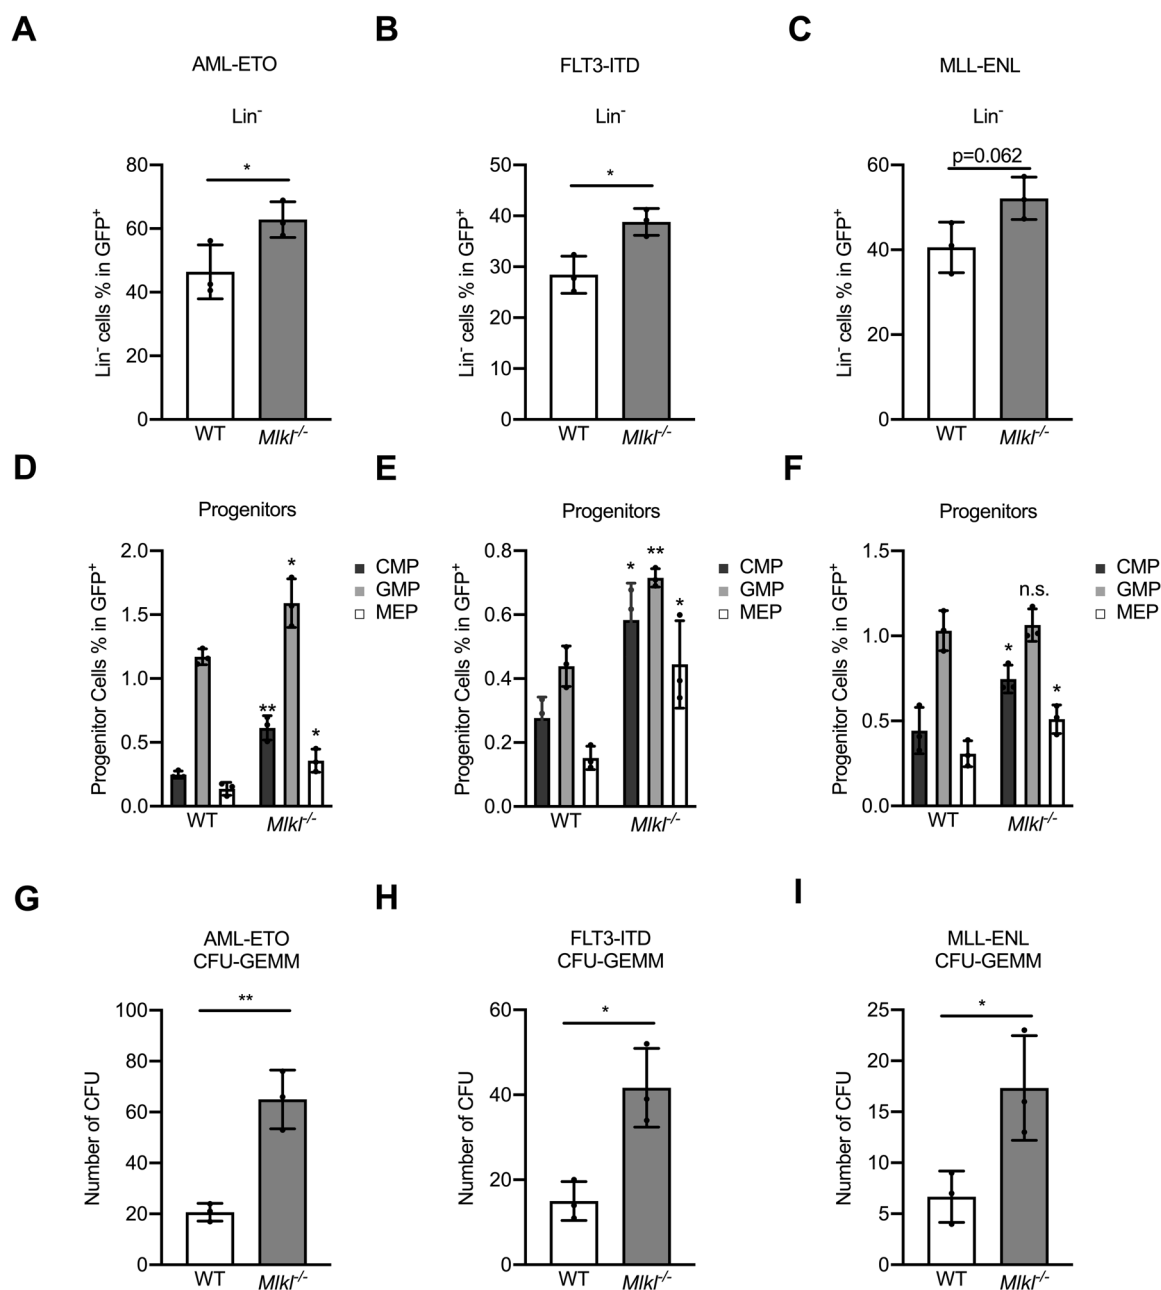 A
AML-ETO
Lin⁻
*
80
60
40
20
0
Lin⁻ cells % in GFP⁺
WT
Mlkl⁻/⁻
B
FLT3-ITD
Lin⁻
*
50
40
30
20
10
0
Lin⁻ cells % in GFP⁺
WT
Mlkl⁻/⁻
C
MLL-ENL
Lin⁻
p=0.062
60
40
20
0
Lin⁻ cells % in GFP⁺
WT
Mlkl⁻/⁻
D
Progenitors
2.0
1.5
1.0
0.5
0.0
Progenitor Cells % in GFP⁺
**
*
*
CMP
GMP
MEP
WT
Mlkl⁻/⁻
E
Progenitors
0.8
0.6
0.4
0.2
0.0
Progenitor Cells % in GFP⁺
*
**
*
CMP
GMP
MEP
WT
Mlkl⁻/⁻
F
Progenitors
1.5
1.0
0.5
0.0
Progenitor Cells % in GFP⁺
*
n.s.
*
CMP
GMP
MEP
WT
Mlkl⁻/⁻
G
AML-ETO
CFU-GEMM
**
100
80
60
40
20
0
Number of CFU
WT
Mlkl⁻/⁻
H
FLT3-ITD
CFU-GEMM
*
60
40
20
0
Number of CFU
WT
Mlkl⁻/⁻
I
MLL-ENL
CFU-GEMM
*
25
20
15
10
5
0
Number of CFU
WT
Mlkl⁻/⁻